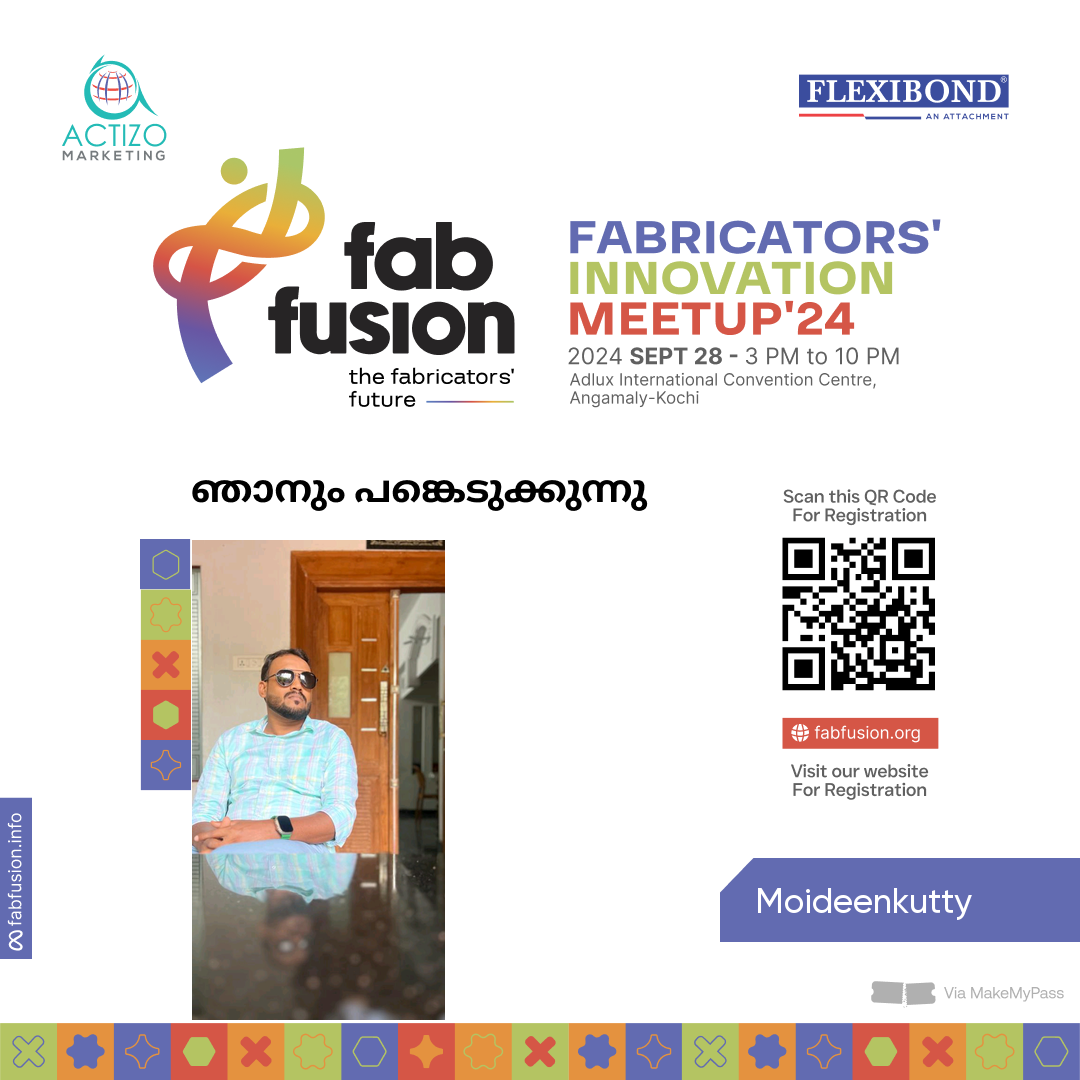 ACTIZO
MARKETING
FLEXIBOND®
AN ATTACHMENT
fab
fusion
the fabricators'
future
FABRICATORS'
INNOVATION
MEETUP'24
2024 SEPT 28 - 3 PM to 10 PM
Adlux International Convention Centre,
Angamaly-Kochi
ഞാനും പങ്കെടുക്കുന്നു
Scan this QR Code
For Registration
fabfusion.org
Visit our website
For Registration
fabfusion.info
Moideenkutty
Via MakeMyPass